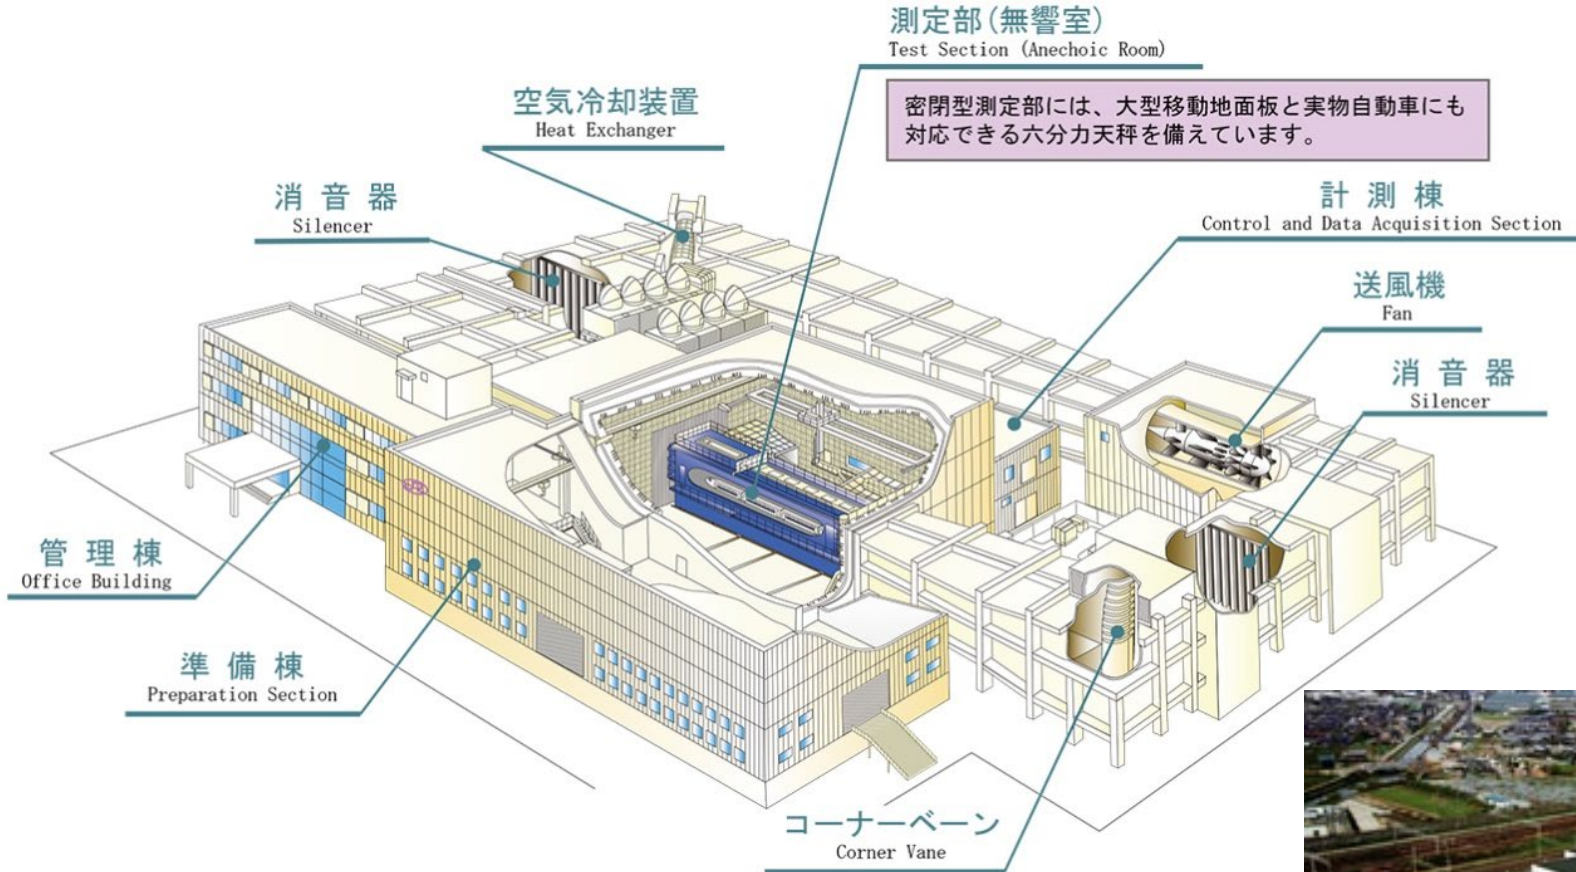 測定部(無響室)
Test Section (Anechoic Room)
密閉型測定部には、大型移動地面板と実物自動車にも
対応できる六分力天秤を備えています。
空気冷却装置
Heat Exchanger
消音器
Silencer
計測棟
Control and Data Acquisition Section
送風機
Fan
消音器
Silencer
管理棟
Office Building
準備棟
Preparation Section
コーナーベーン
Corner Vane